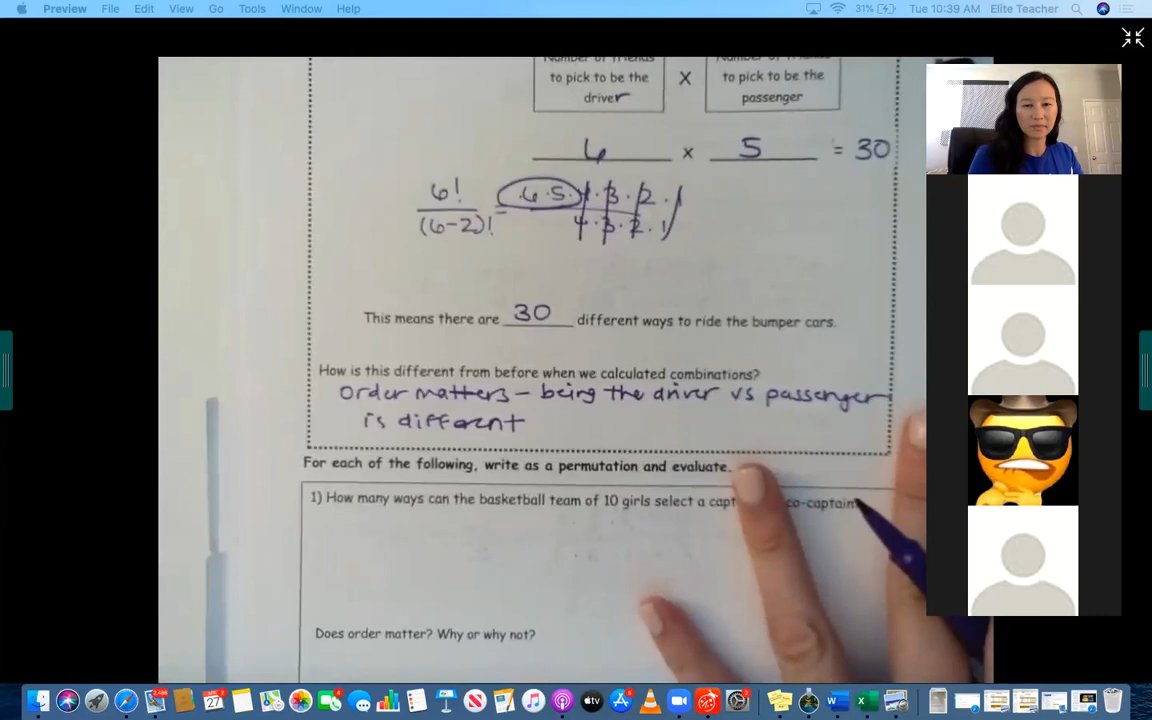 Preview File Edit View Go Tools Window Help 31% Tue 10:39 AM Elite Teacher
to pick to be the
driver
X
to pick to be the
passenger
6 x 5 = 30
6! / (6-2)! = 6·5·4·3·2·1 / 4·3·2·1
This means there are 30 different ways to ride the bumper cars.
How is this different from before when we calculated combinations?
Order matters - being the driver vs passenger
is different
For each of the following, write as a permutation and evaluate.
1) How many ways can the basketball team of 10 girls select a capt co-captain
Does order matter? Why or why not?